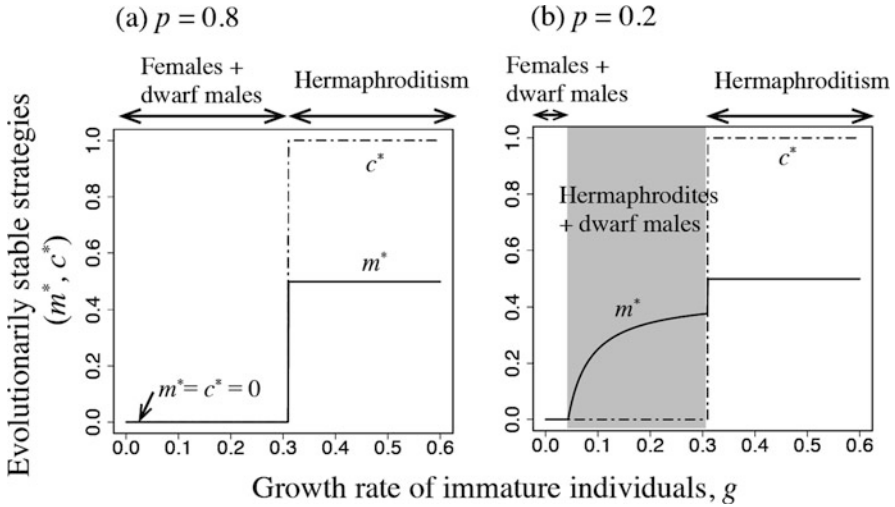 (a) p = 0.8
(b) p = 0.2
Females +
dwarf males
Hermaphroditism
Females +
dwarf males
Hermaphroditism
Evolutionarily stable strategies
(m*, c*)
1.0
0.8
0.6
0.4
0.2
0.0
c*
m*
m* = c* = 0
0.0 0.1 0.2 0.3 0.4 0.5 0.6
1.0
0.8
0.6
0.4
0.2
0.0
c*
Hermaphrodites
+ dwarf males
m*
0.0 0.1 0.2 0.3 0.4 0.5 0.6
Growth rate of immature individuals, g